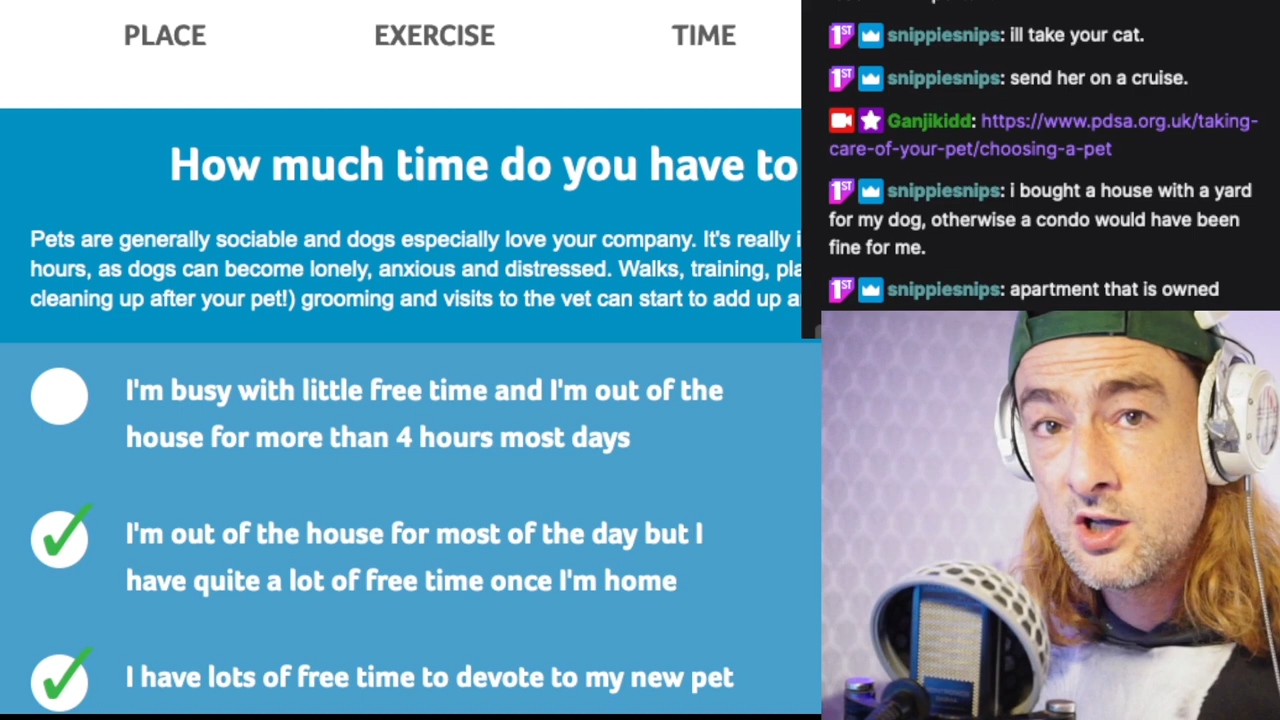 PLACE EXERCISE TIME
How much time do you have to
Pets are generally sociable and dogs especially love your company. It's really i
hours, as dogs can become lonely, anxious and distressed. Walks, training, pla
cleaning up after your pet!) grooming and visits to the vet can start to add up a
I'm busy with little free time and I'm out of the
house for more than 4 hours most days
I'm out of the house for most of the day but I
have quite a lot of free time once I'm home
I have lots of free time to devote to my new pet
1ST snippiesnips: ill take your cat.
1ST snippiesnips: send her on a cruise.
Ganjikidd: https://www.pdsa.org.uk/taking-
care-of-your-pet/choosing-a-pet
1ST snippiesnips: i bought a house with a yard
for my dog, otherwise a condo would have been
fine for me.
1ST snippiesnips: apartment that is owned